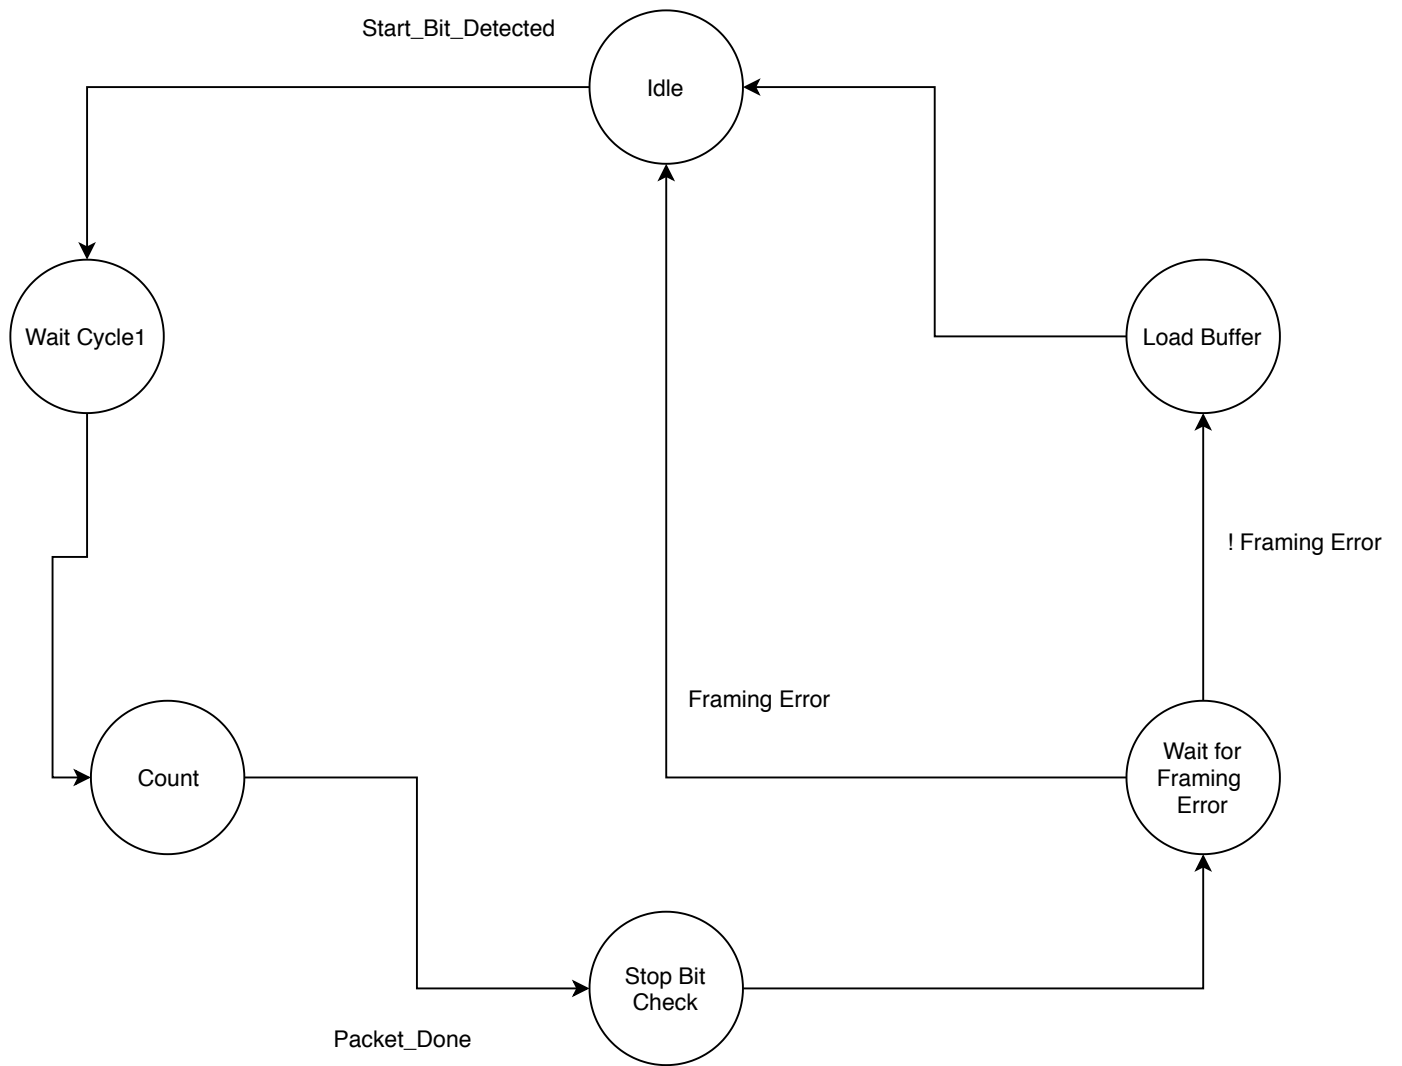 Start_Bit_Detected
Idle
Wait Cycle1
Load Buffer
! Framing Error
Framing Error
Count
Wait for
Framing
Error
Stop Bit
Check
Packet_Done